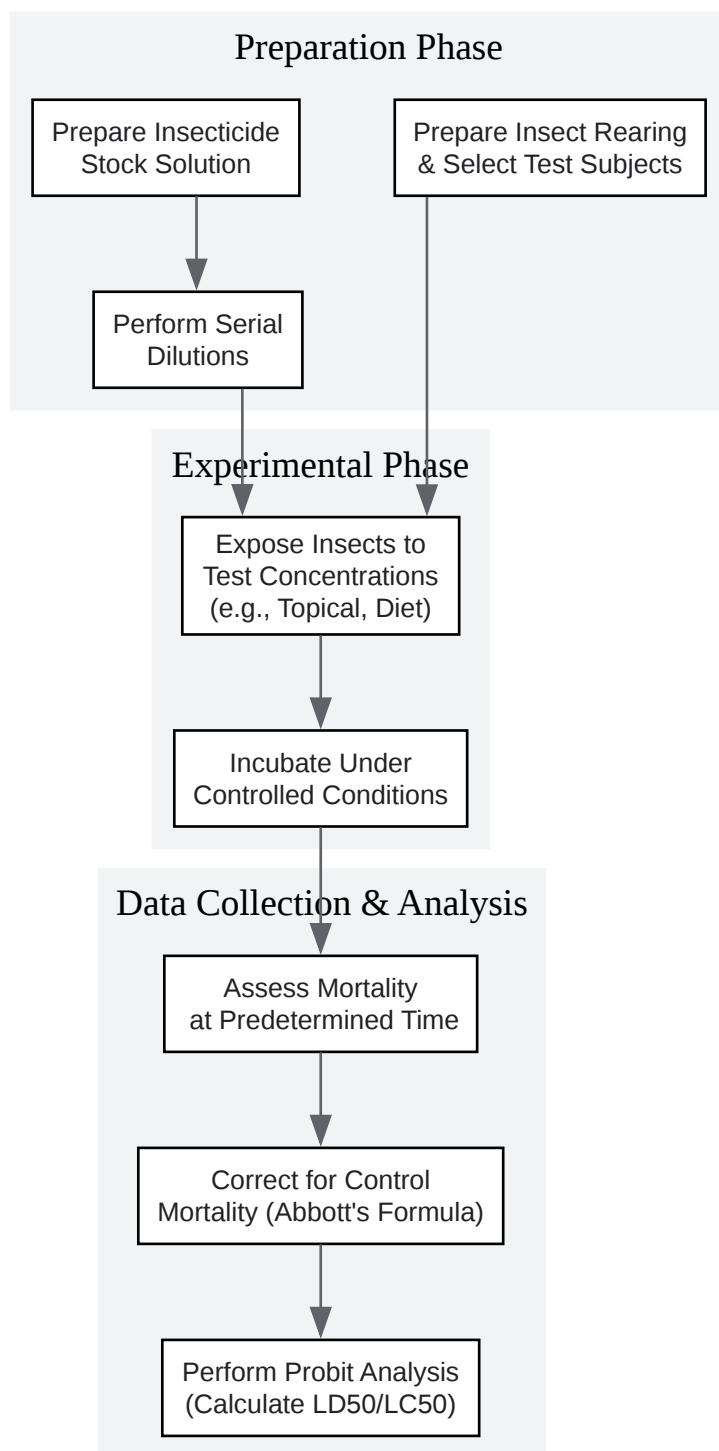 Preparation Phase
Prepare Insecticide
Stock Solution
Prepare Insect Rearing
& Select Test Subjects
Perform Serial
Dilutions
Experimental Phase
Expose Insects to
Test Concentrations
(e.g., Topical, Diet)
Incubate Under
Controlled Conditions
Data Collection & Analysis
Assess Mortality
at Predetermined Time
Correct for Control
Mortality (Abbott's Formula)
Perform Probit Analysis
(Calculate LD50/LC50)